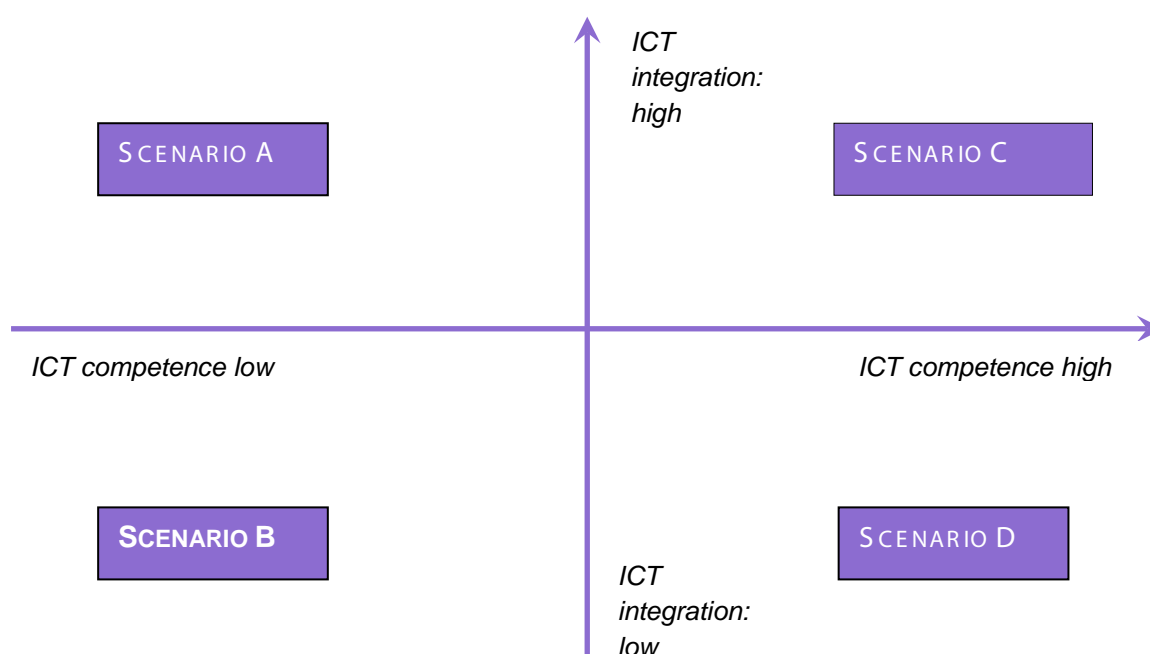 ICT
integration:
high
SCENARIO A
SCENARIO C
ICT competence low
ICT competence high
SCENARIO B
SCENARIO D
ICT
integration:
low